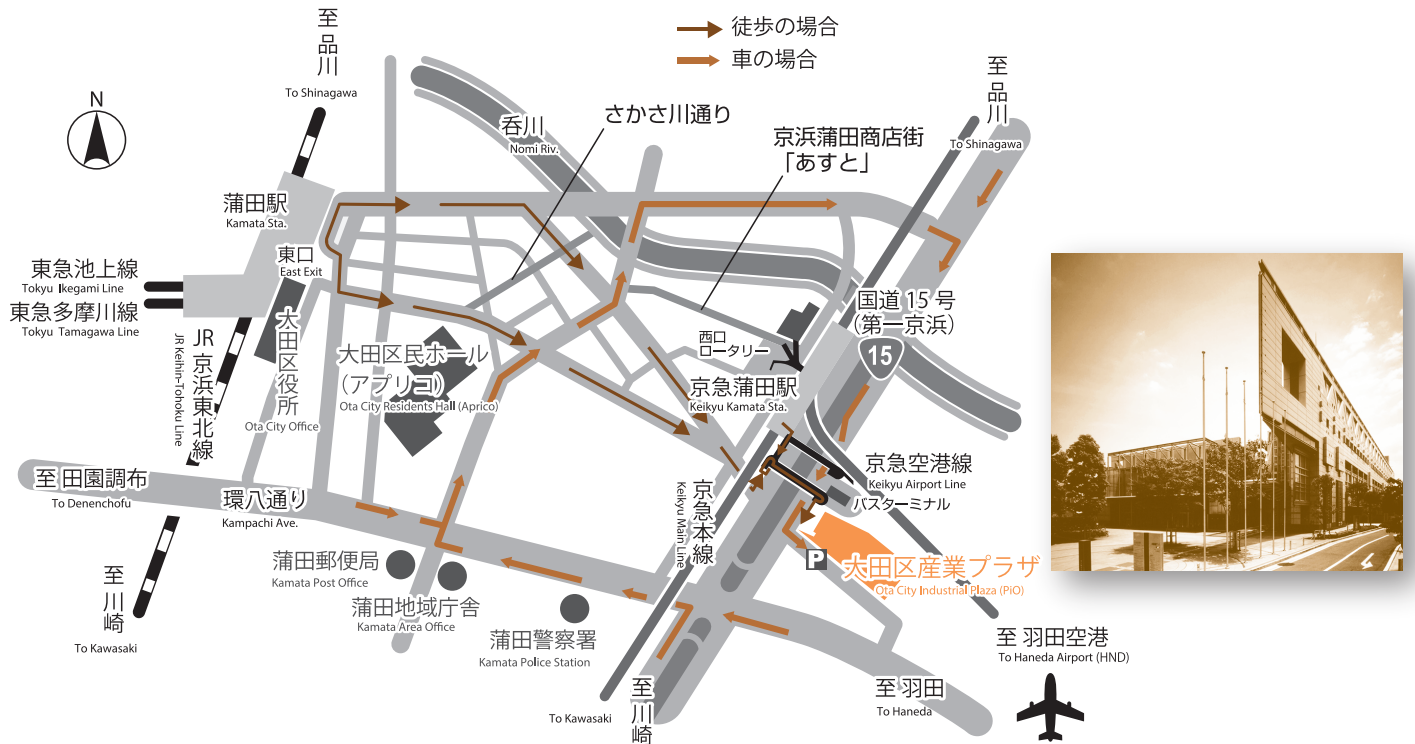 徒歩の場合
車の場合
N
至 品川
To Shinagawa
至 品川
To Shinagawa
さかさ川通り
呑川
Nomi Riv.
京浜蒲田商店街
「あすと」
蒲田駅
Kamata Sta.
東口
East Exit
東急池上線
Tokyu Ikegami Line
東急多摩川線
Tokyu Tamagawa Line
JR 京浜東北線
JR Keihin-Tohoku Line
大田区役所
Ota City Office
大田区民ホール
（アプリコ）
Ota City Residents Hall (Aprico)
国道 15 号
（第一京浜）
15
西口
ロータリー
京急蒲田駅
Keikyu Kamata Sta.
京急空港線
Keikyu Airport Line
バスターミナル
京急本線
Keikyu Main Line
至 田園調布
To Denenchofu
環八通り
Kampachi Ave.
P
大田区産業プラザ
Ota City Industrial Plaza (PiO)
蒲田郵便局
Kamata Post Office
蒲田地域庁舎
Kamata Area Office
蒲田警察署
Kamata Police Station
至 川崎
To Kawasaki
至 川崎
To Kawasaki
至 羽田
To Haneda
至 羽田空港
To Haneda Airport (HND)